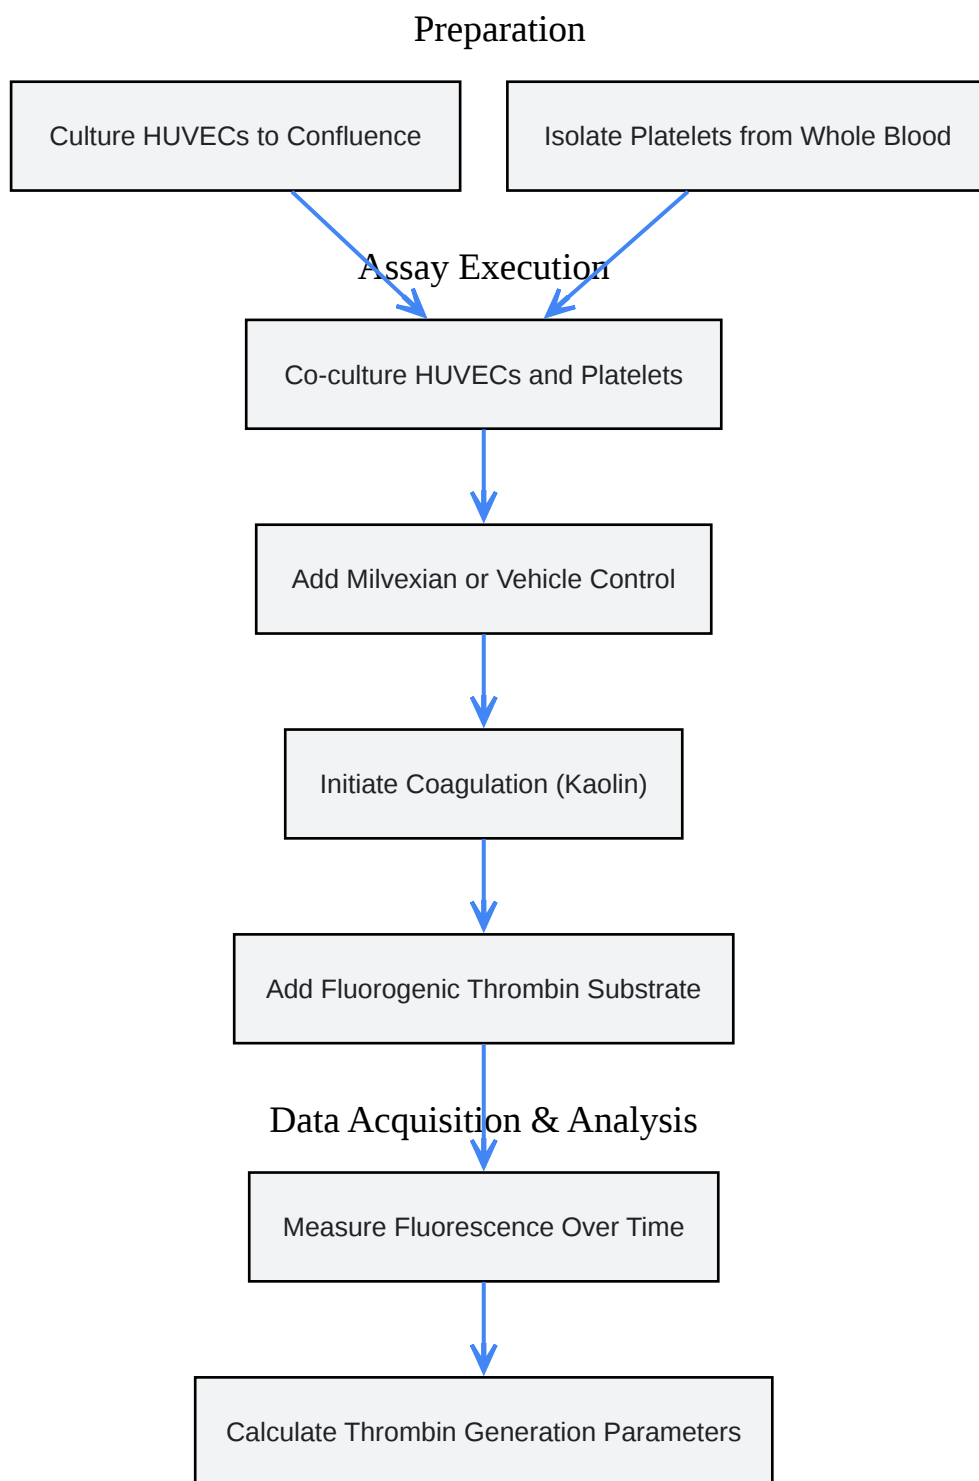 Preparation
Culture HUVECs to Confluence
Isolate Platelets from Whole Blood
Assay Execution
Co-culture HUVECs and Platelets
Add Milvexian or Vehicle Control
Initiate Coagulation (Kaolin)
Add Fluorogenic Thrombin Substrate
Data Acquisition & Analysis
Measure Fluorescence Over Time
Calculate Thrombin Generation Parameters